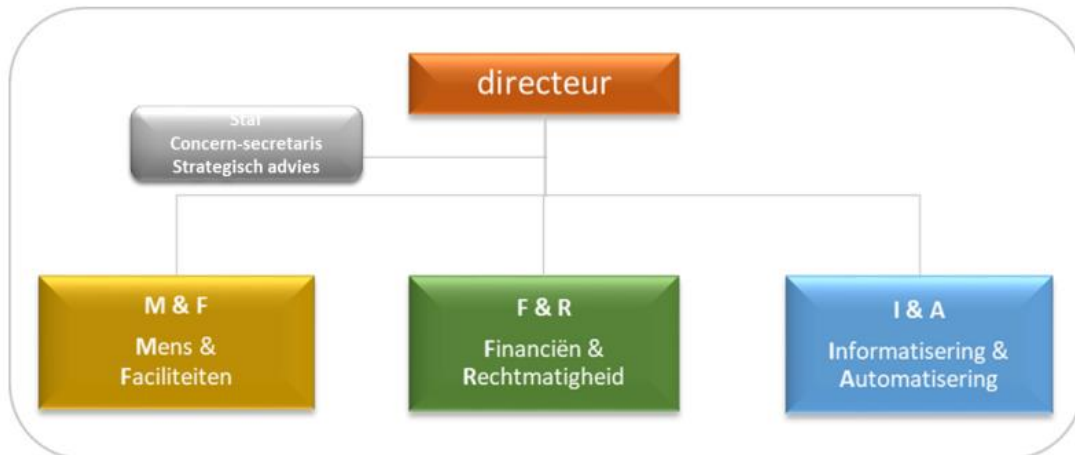 directeur
Staf
Concern-secretaris
Strategisch advies
M & F
Mens &
Faciliteiten
F & R
Financiën &
Rechtmatigheid
I & A
Informatisering &
Automatisering